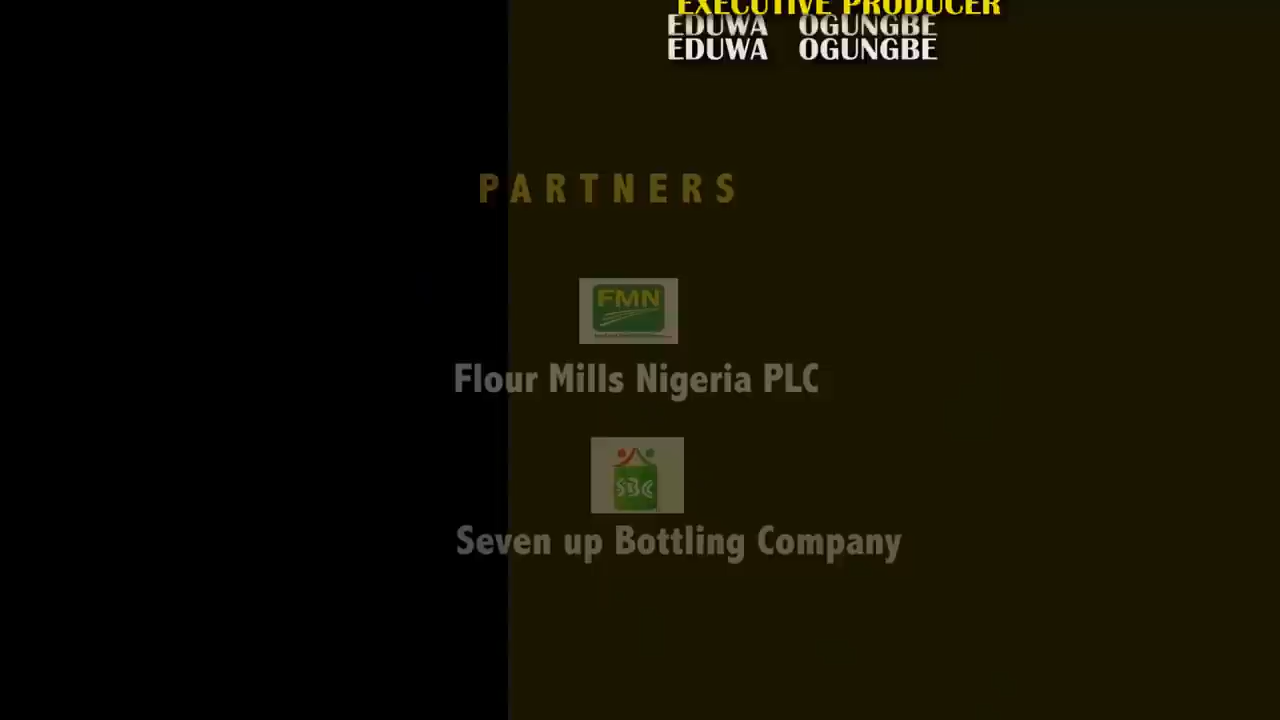 EXECUTIVE PRODUCER
EDUWA OGUNGBE
EDUWA OGUNGBE
PARTNERS
FMN
Flour Mills Nigeria PLC
SBC
Seven up Bottling Company